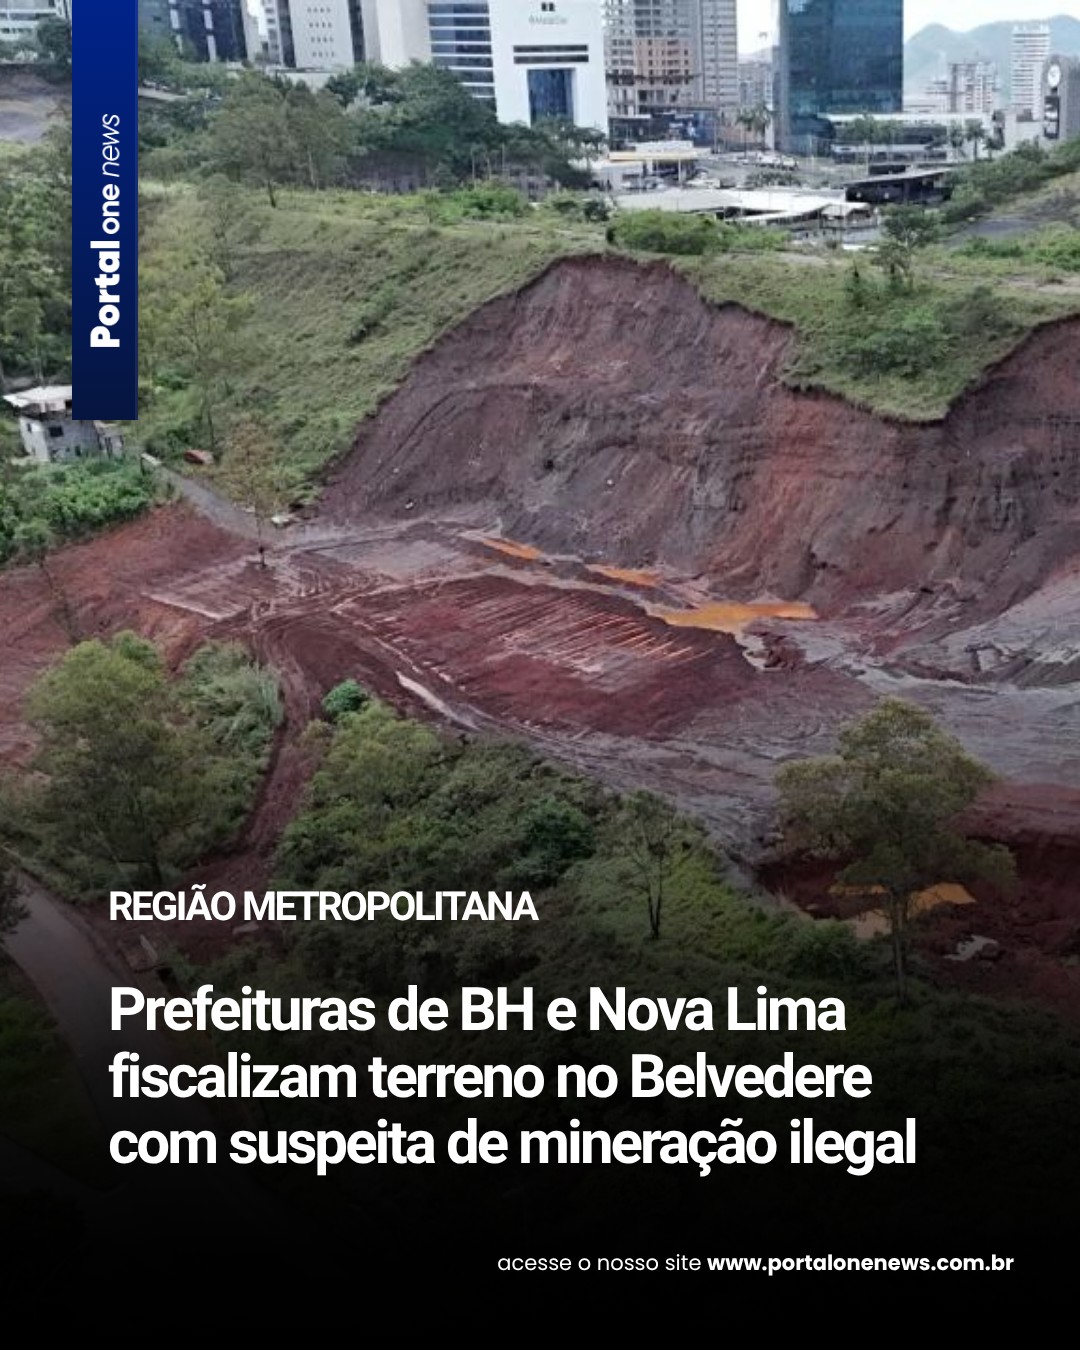 Portal one news
REGIÃO METROPOLITANA
Prefeituras de BH e Nova Lima
fiscalizam terreno no Belvedere
com suspeita de mineração ilegal
acesse o nosso site www.portalonenews.com.br